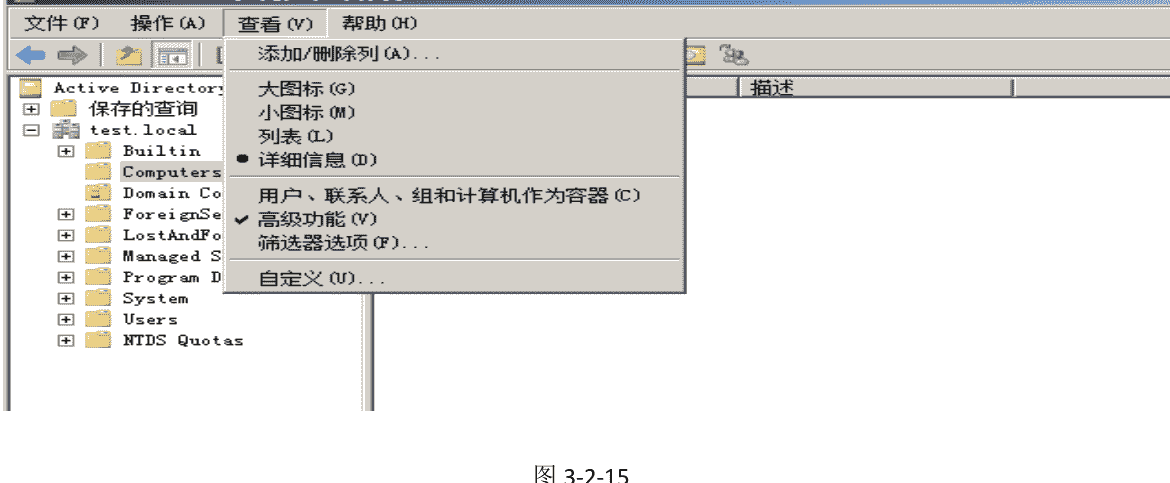 文件(F) 操作(A) 查看(V) 帮助(H)
添加/删除列(A)...
大图标(G)
小图标(M)
列表(L)
详细信息(D)
用户、联系人、组和计算机作为容器(C)
高级功能(V)
筛选器选项(F)...
自定义(U)...
描述
Active Director
保存的查询
test.local
Builtin
Computers
Domain Co
ForeignSe
LostAndFo
Managed S
Program D
System
Users
NTDS Quotas
图 3-2-15